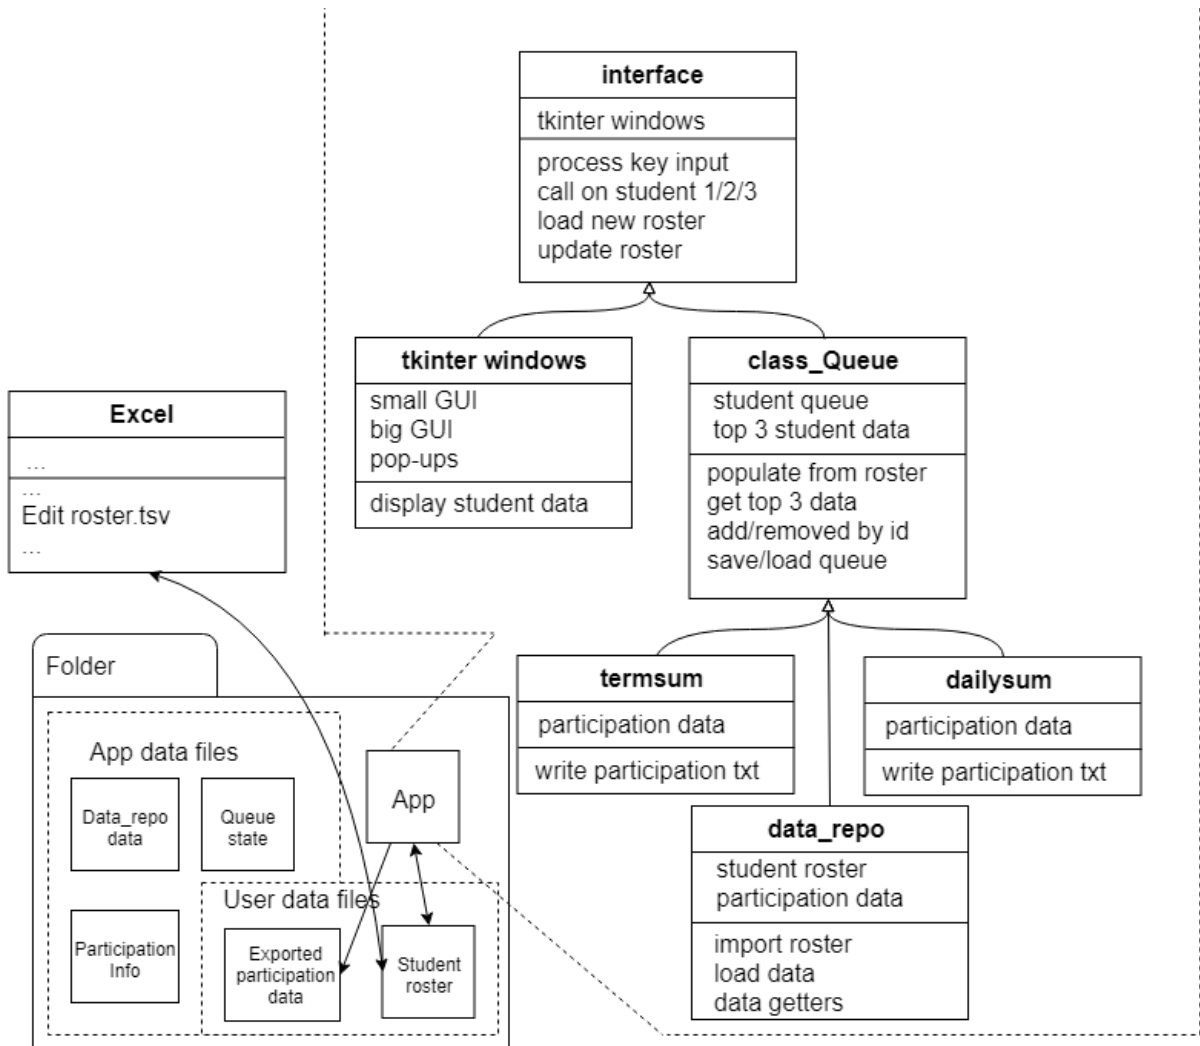 interface
tkinter windows
process key input
call on student 1/2/3
load new roster
update roster
tkinter windows
small GUI
big GUI
pop-ups
display student data
class_Queue
student queue
top 3 student data
populate from roster
get top 3 data
add/removed by id
save/load queue
Excel
...
...
Edit roster.tsv
...
termsum
participation data
write participation txt
dailysum
participation data
write participation txt
data_repo
student roster
participation data
import roster
load data
data getters
Folder
App data files
Data_repo
data
Queue
state
App
Participation
Info
User data files
Exported
participation
data
Student
roster